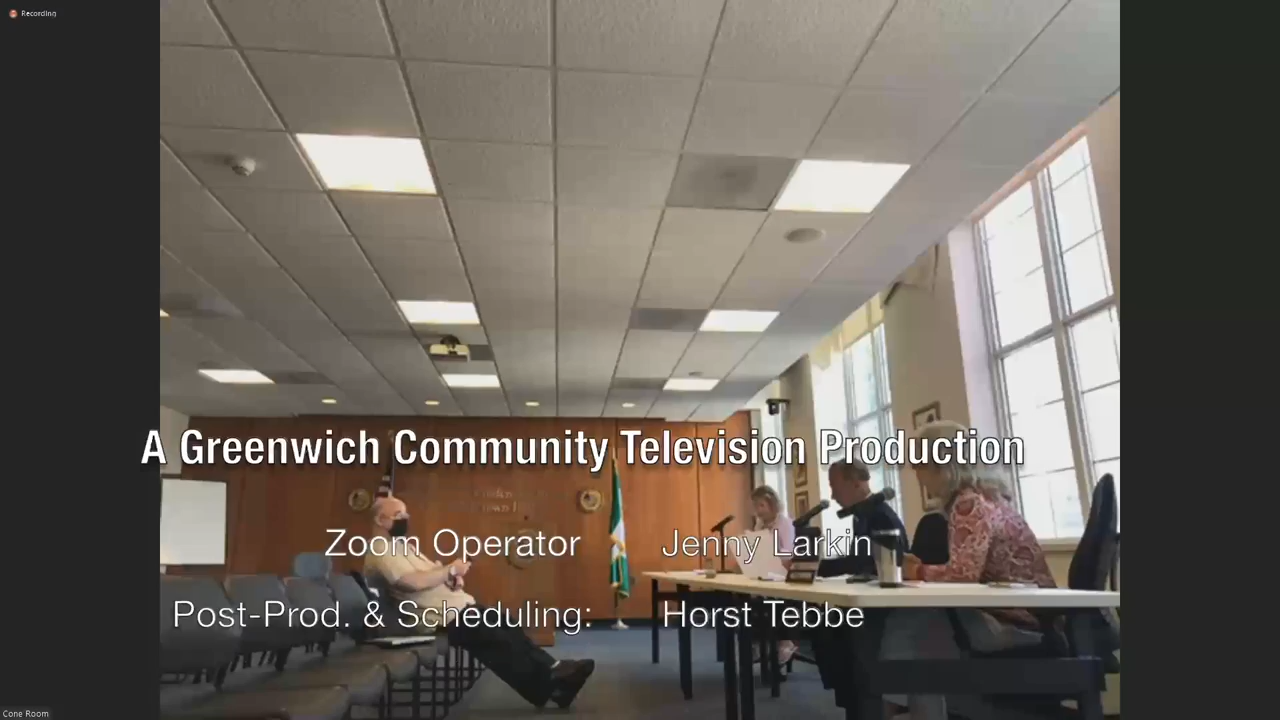 Recording
A Greenwich Community Television Production
Zoom Operator Jenny Larkin
Post-Prod. & Scheduling: Horst Tebbe
Cone Room